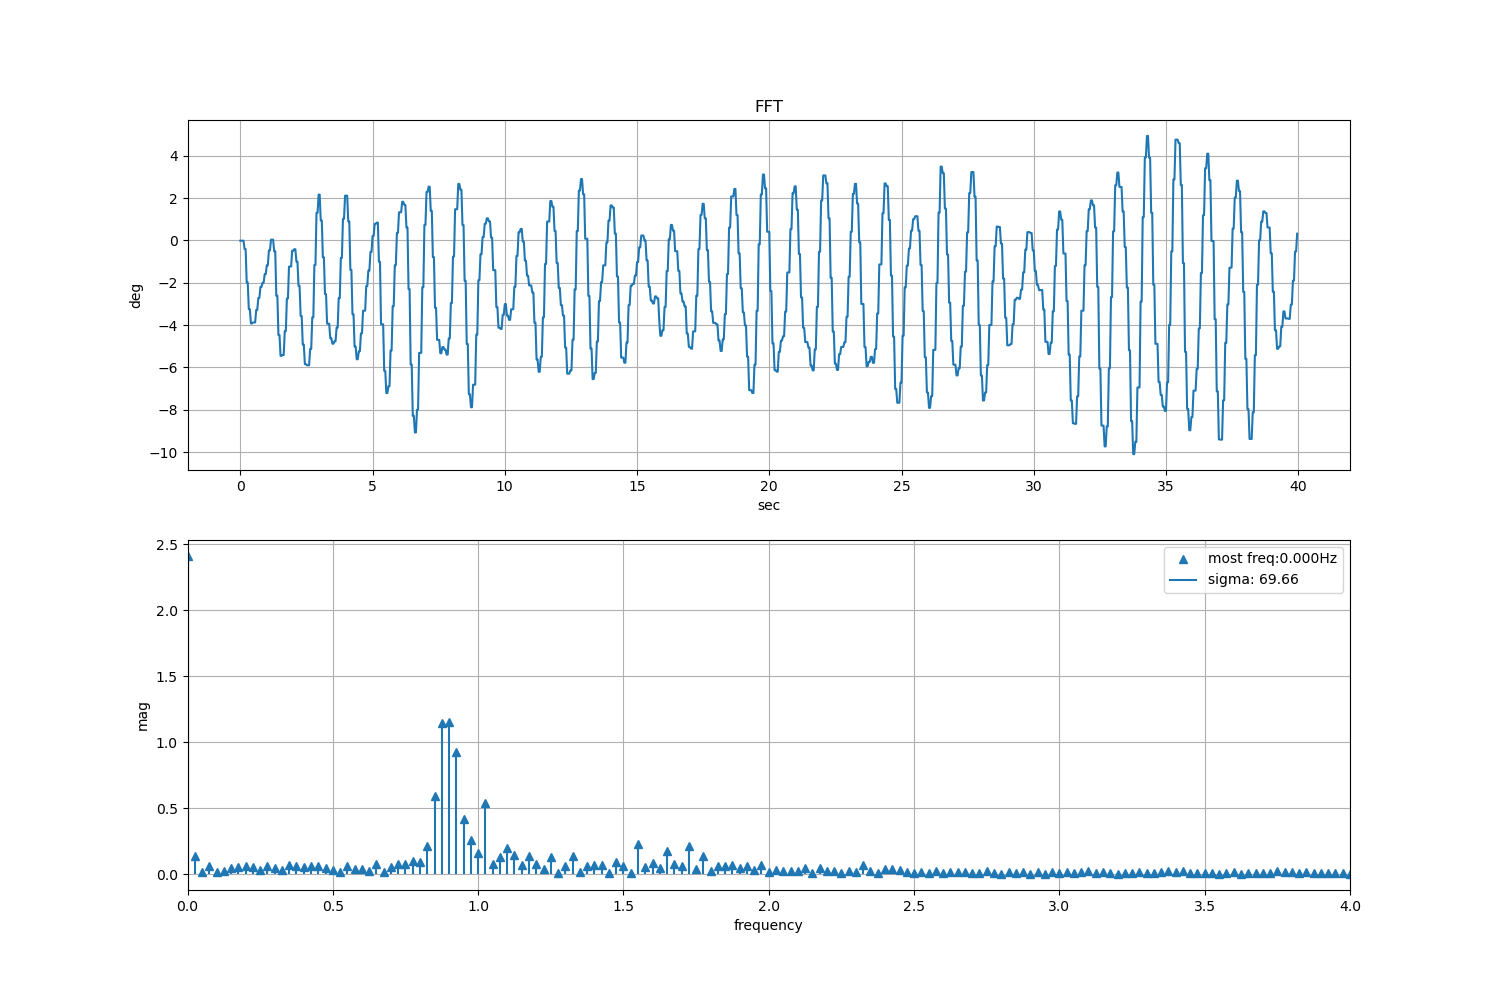 FFT
4
2
0
−2
−4
−6
−8
−10
deg
0 5 10 15 20 25 30 35 40
sec
2.5
2.0
1.5
1.0
0.5
0.0
mag
most freq:0.000Hz
sigma: 69.66
0.0 0.5 1.0 1.5 2.0 2.5 3.0 3.5 4.0
frequency